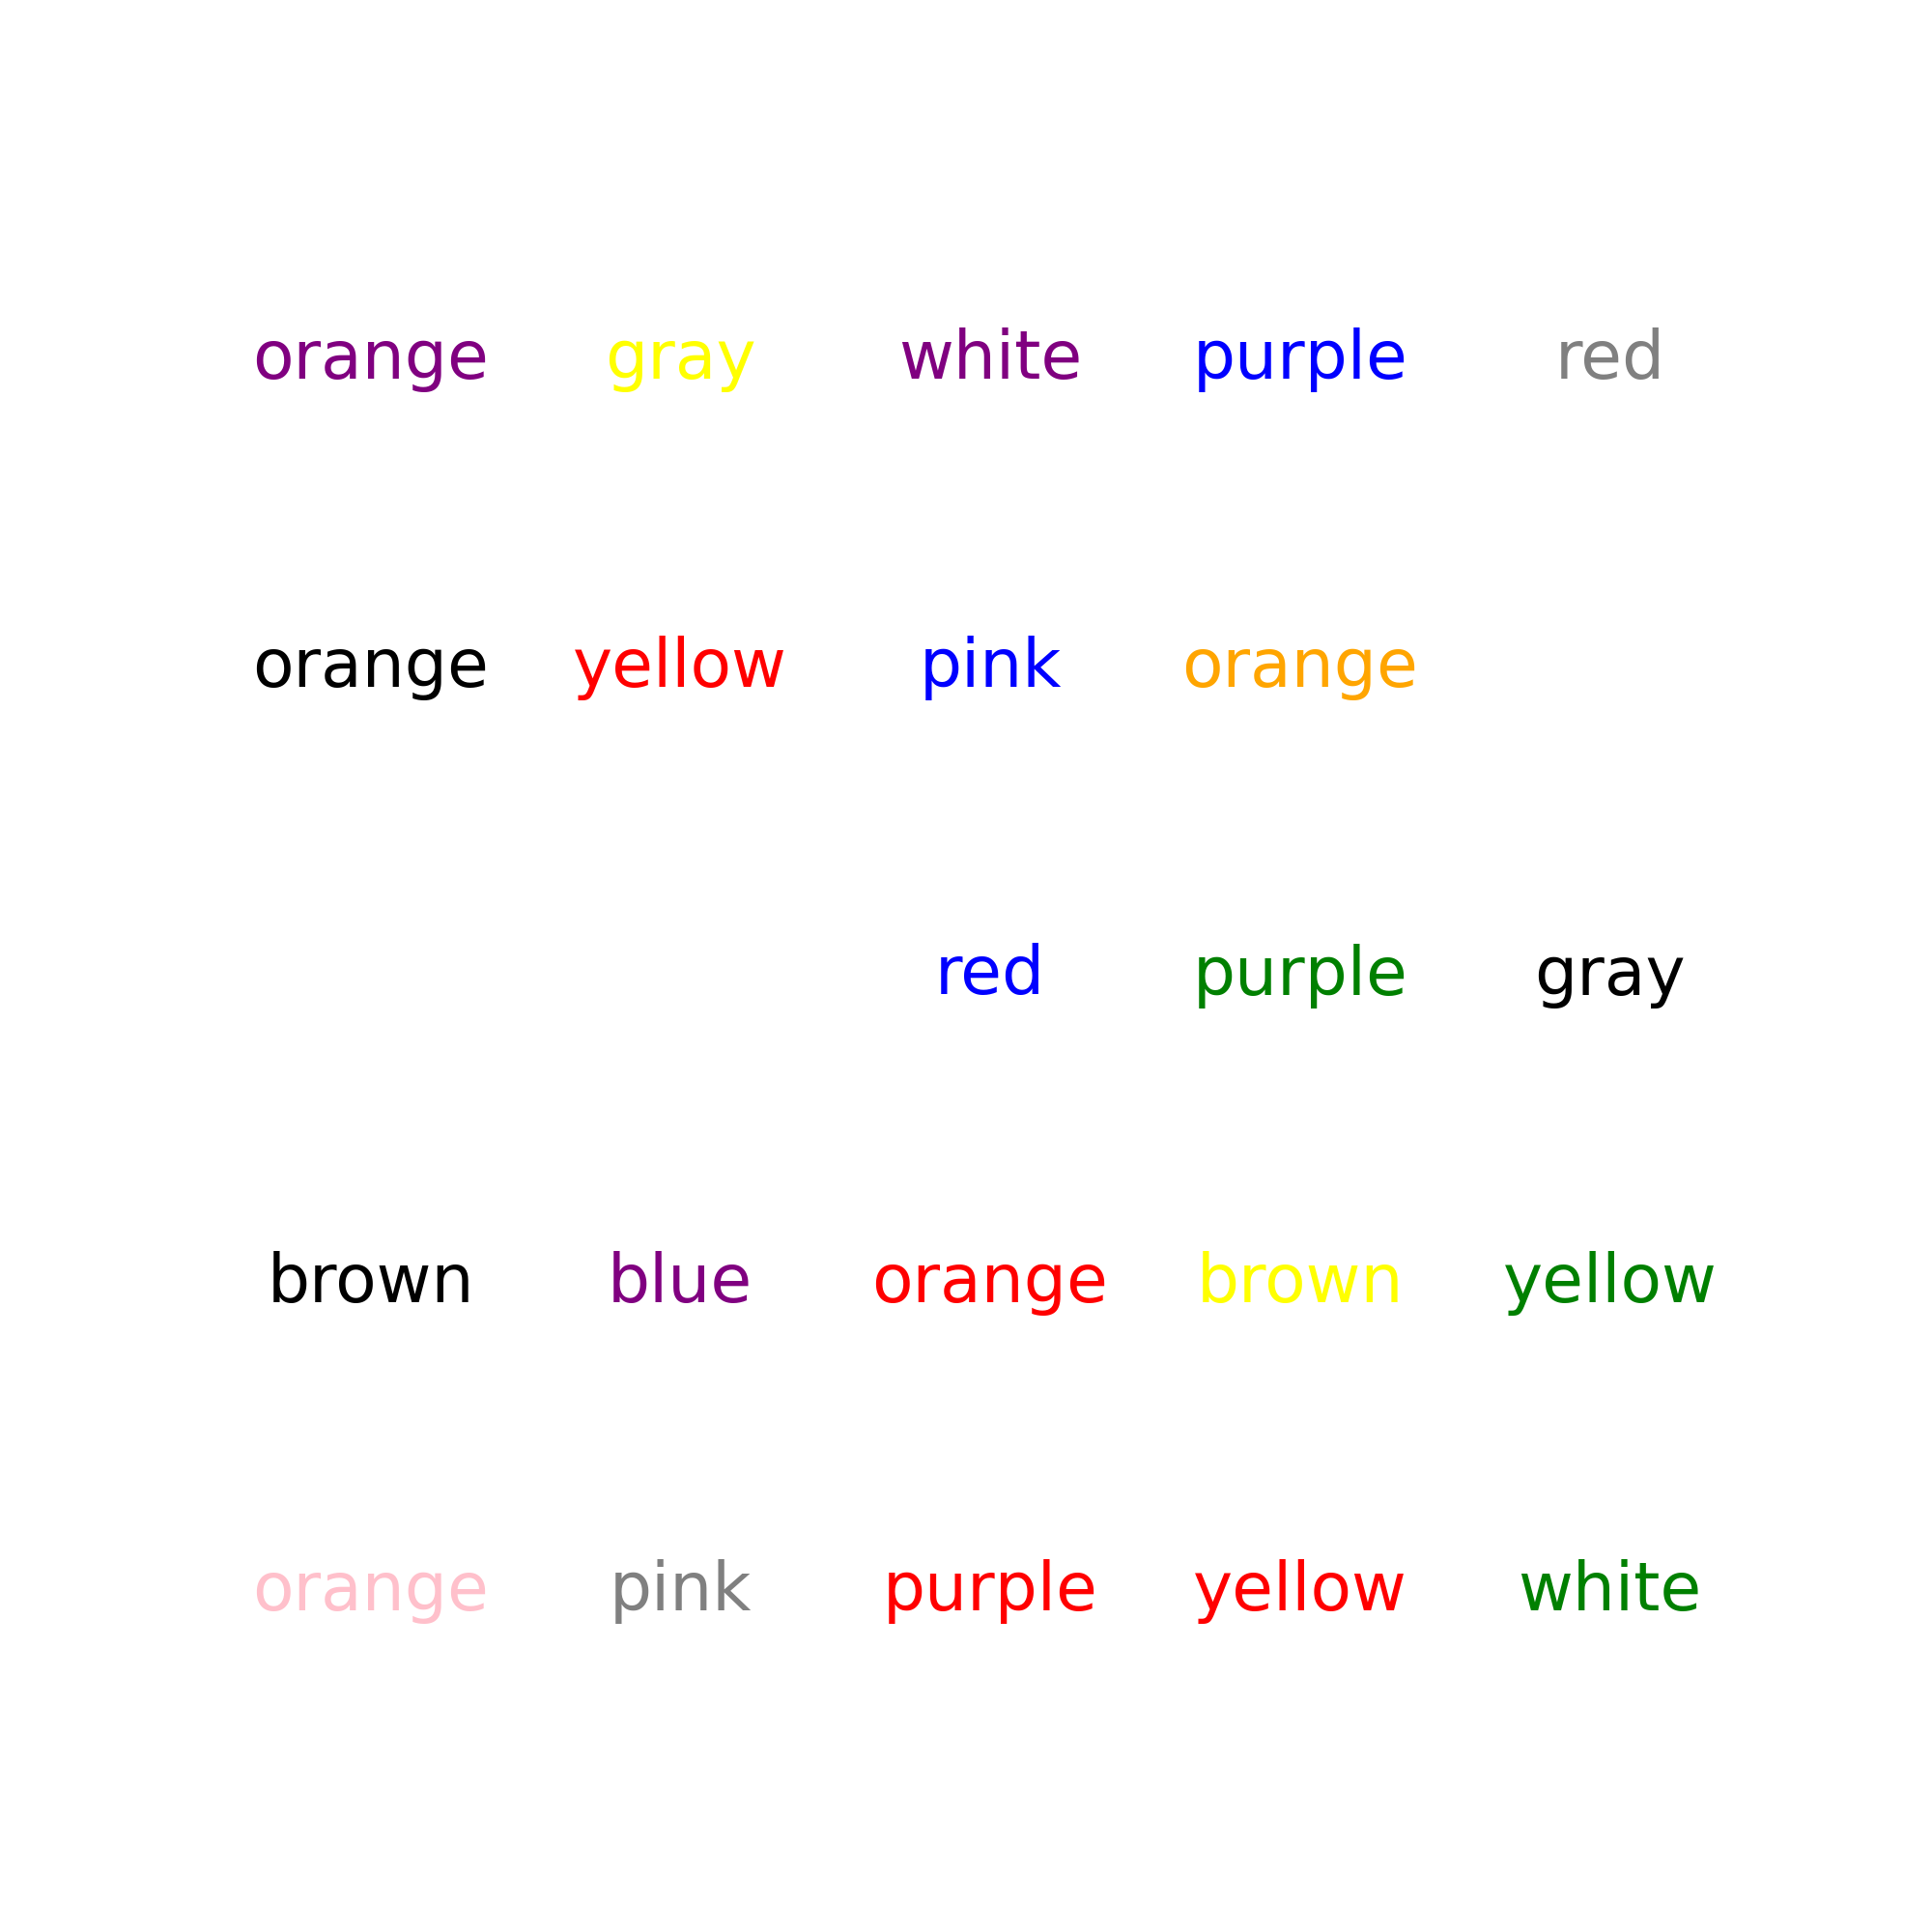 orange gray white purple red
orange yellow pink orange
red purple gray
brown blue orange brown yellow
orange pink purple yellow white